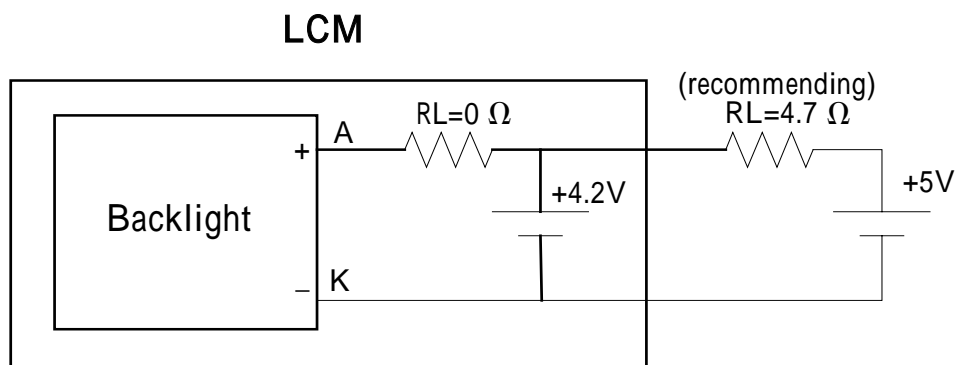 LCM
(recommending)
RL=0 Ω
RL=4.7 Ω
+
A
+4.2V
+5V
Backlight
−
K